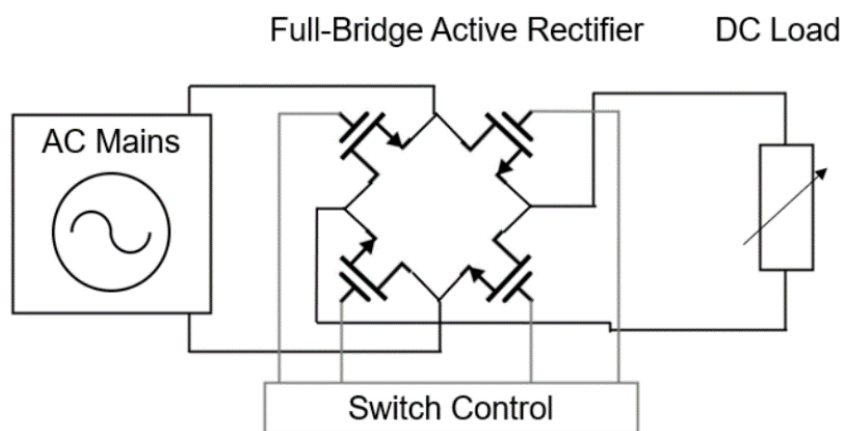 Full-Bridge Active Rectifier
DC Load
AC Mains
Switch Control